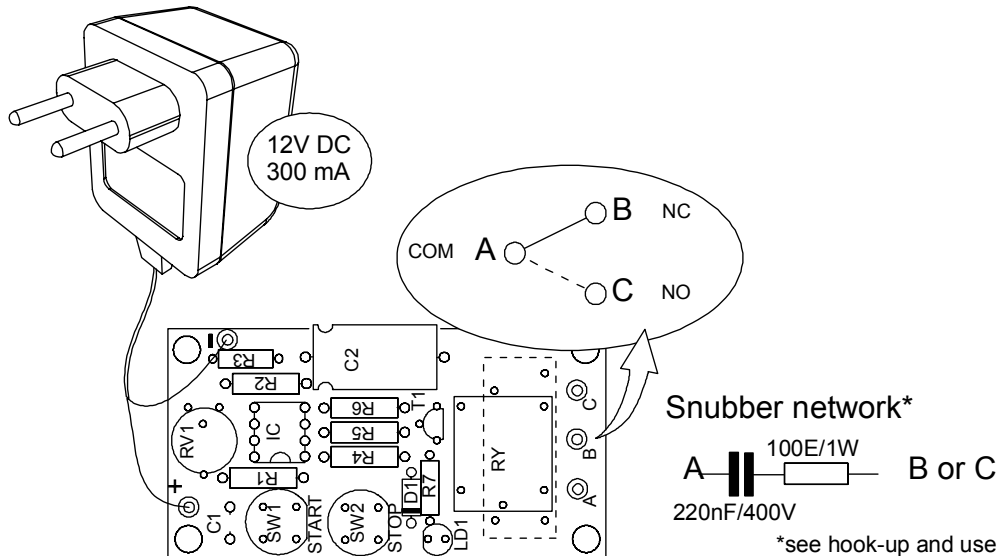 12V DC
300 mA
B NC
COM A
C NO
-
R3
R2
C2
R6
R5
R4
T1
RV1
IC
R1
+
C1
SW1
START
SW2
STOP
D1
R7
LD1
RY
C
B
A
Snubber network*
100E/1W
A B or C
220nF/400V
*see hook-up and use